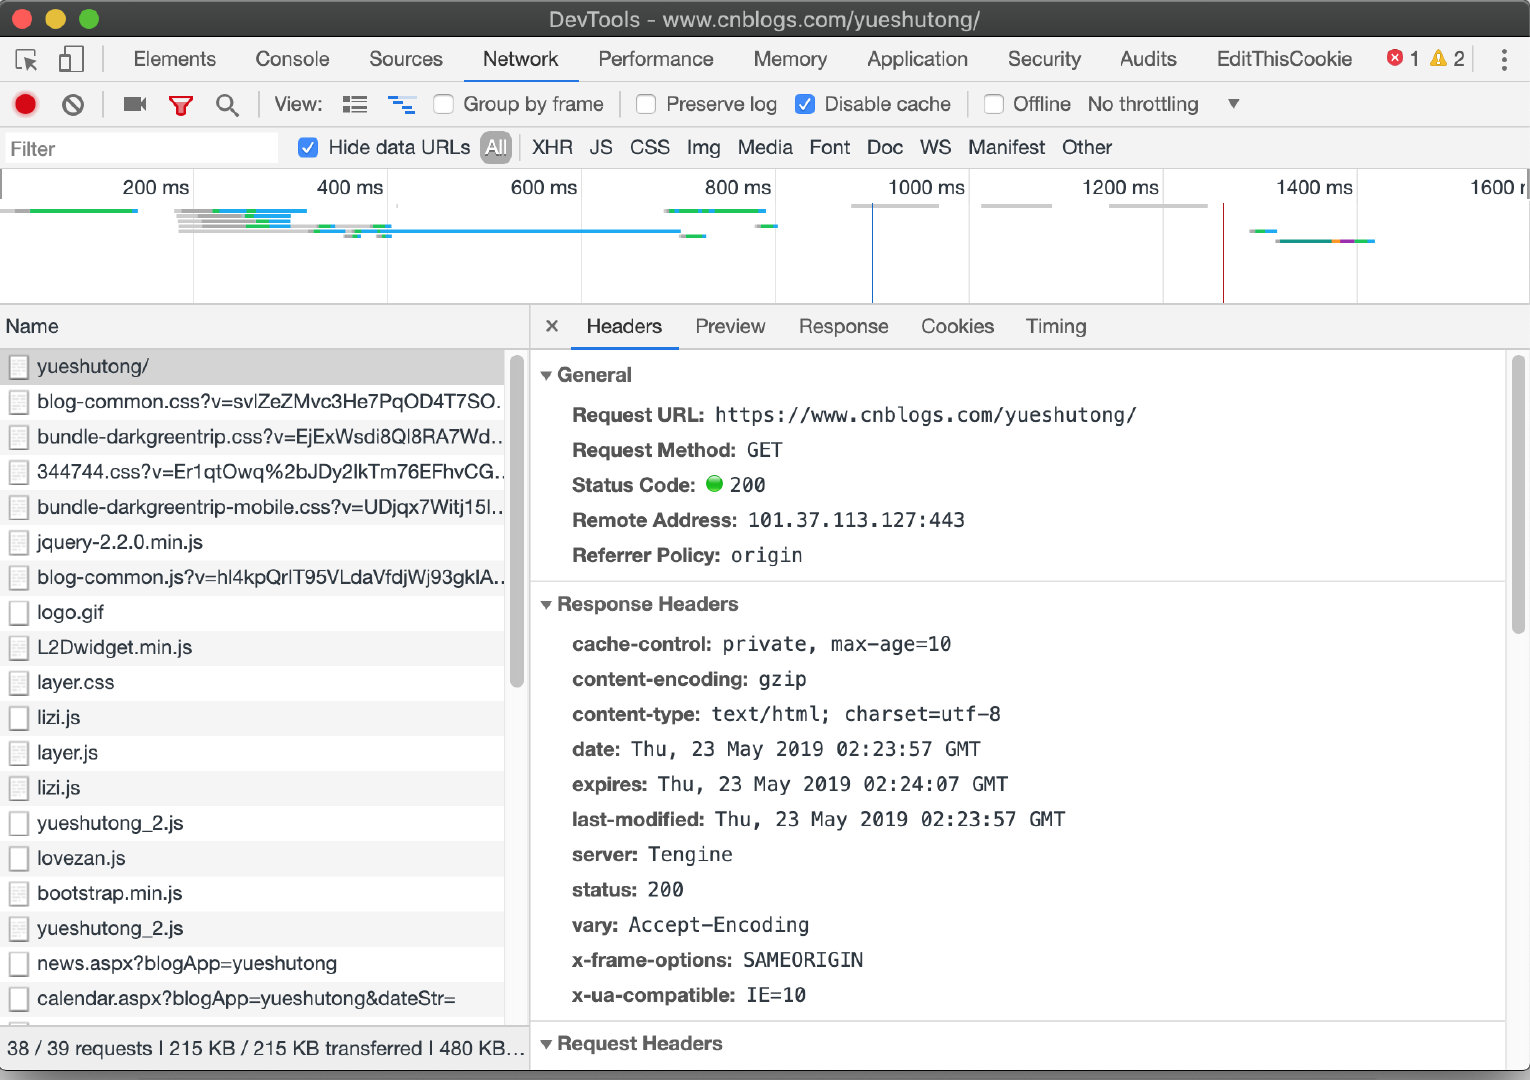 DevTools - www.cnblogs.com/yueshutong/
Elements Console Sources Network Performance Memory Application Security Audits EditThisCookie 1 2
View: Group by frame Preserve log Disable cache Offline No throttling
Filter Hide data URLs All XHR JS CSS Img Media Font Doc WS Manifest Other
200 ms 400 ms 600 ms 800 ms 1000 ms 1200 ms 1400 ms 1600 r
Name
yueshutong/
blog-common.css?v=svlZeZMvc3He7PqOD4T7SO.
bundle-darkgreentrip.css?v=EjExWsdi8Ql8RA7Wd..
344744.css?v=Er1qtOwq%2bJDy2lkTm76EFhvCG.
bundle-darkgreentrip-mobile.css?v=UDjqx7Witj15l..
jquery-2.2.0.min.js
blog-common.js?v=hl4kpQrlT95VLdaVfdjWj93gklA..
logo.gif
L2Dwidget.min.js
layer.css
lizi.js
layer.js
lizi.js
yueshutong_2.js
lovezan.js
bootstrap.min.js
yueshutong_2.js
news.aspx?blogApp=yueshutong
calendar.aspx?blogApp=yueshutong&dateStr=
38 / 39 requests | 215 KB / 215 KB transferred | 480 KB...
× Headers Preview Response Cookies Timing
General
Request URL: https://www.cnblogs.com/yueshutong/
Request Method: GET
Status Code: 200
Remote Address: 101.37.113.127:443
Referrer Policy: origin
Response Headers
cache-control: private, max-age=10
content-encoding: gzip
content-type: text/html; charset=utf-8
date: Thu, 23 May 2019 02:23:57 GMT
expires: Thu, 23 May 2019 02:24:07 GMT
last-modified: Thu, 23 May 2019 02:23:57 GMT
server: Tengine
status: 200
vary: Accept-Encoding
x-frame-options: SAMEORIGIN
x-ua-compatible: IE=10
Request Headers